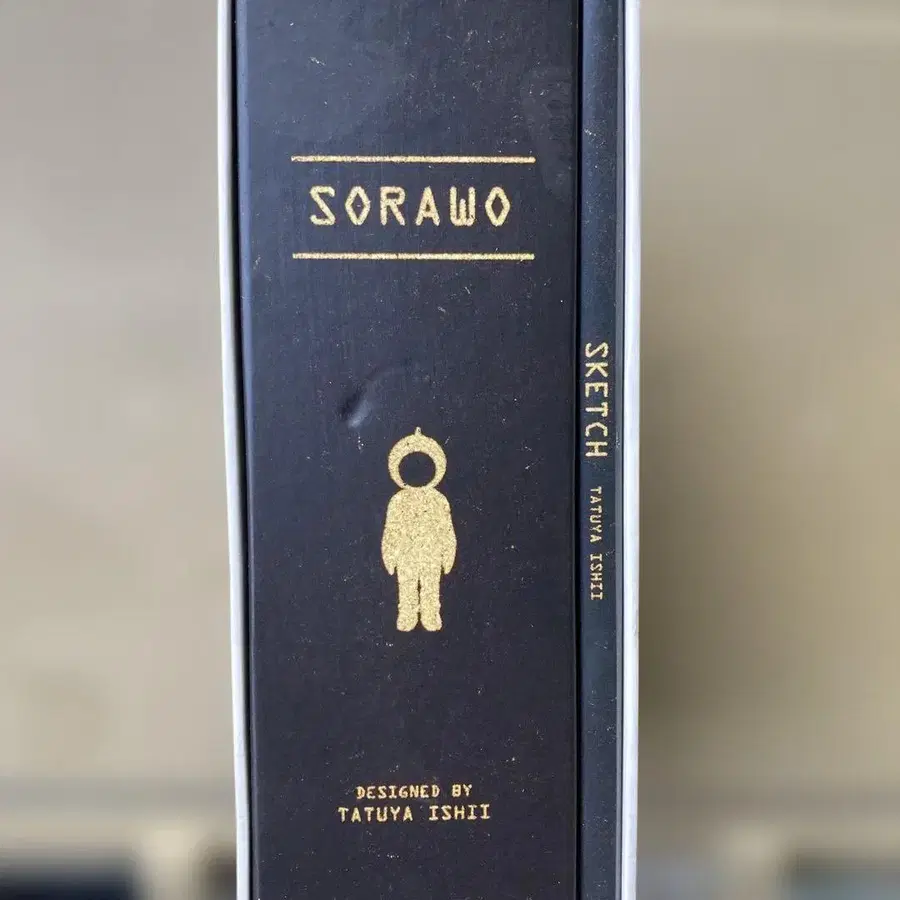 SORAWO
DESIGNED BY
TATUYA ISHII
SKETCH TATUYA ISHII